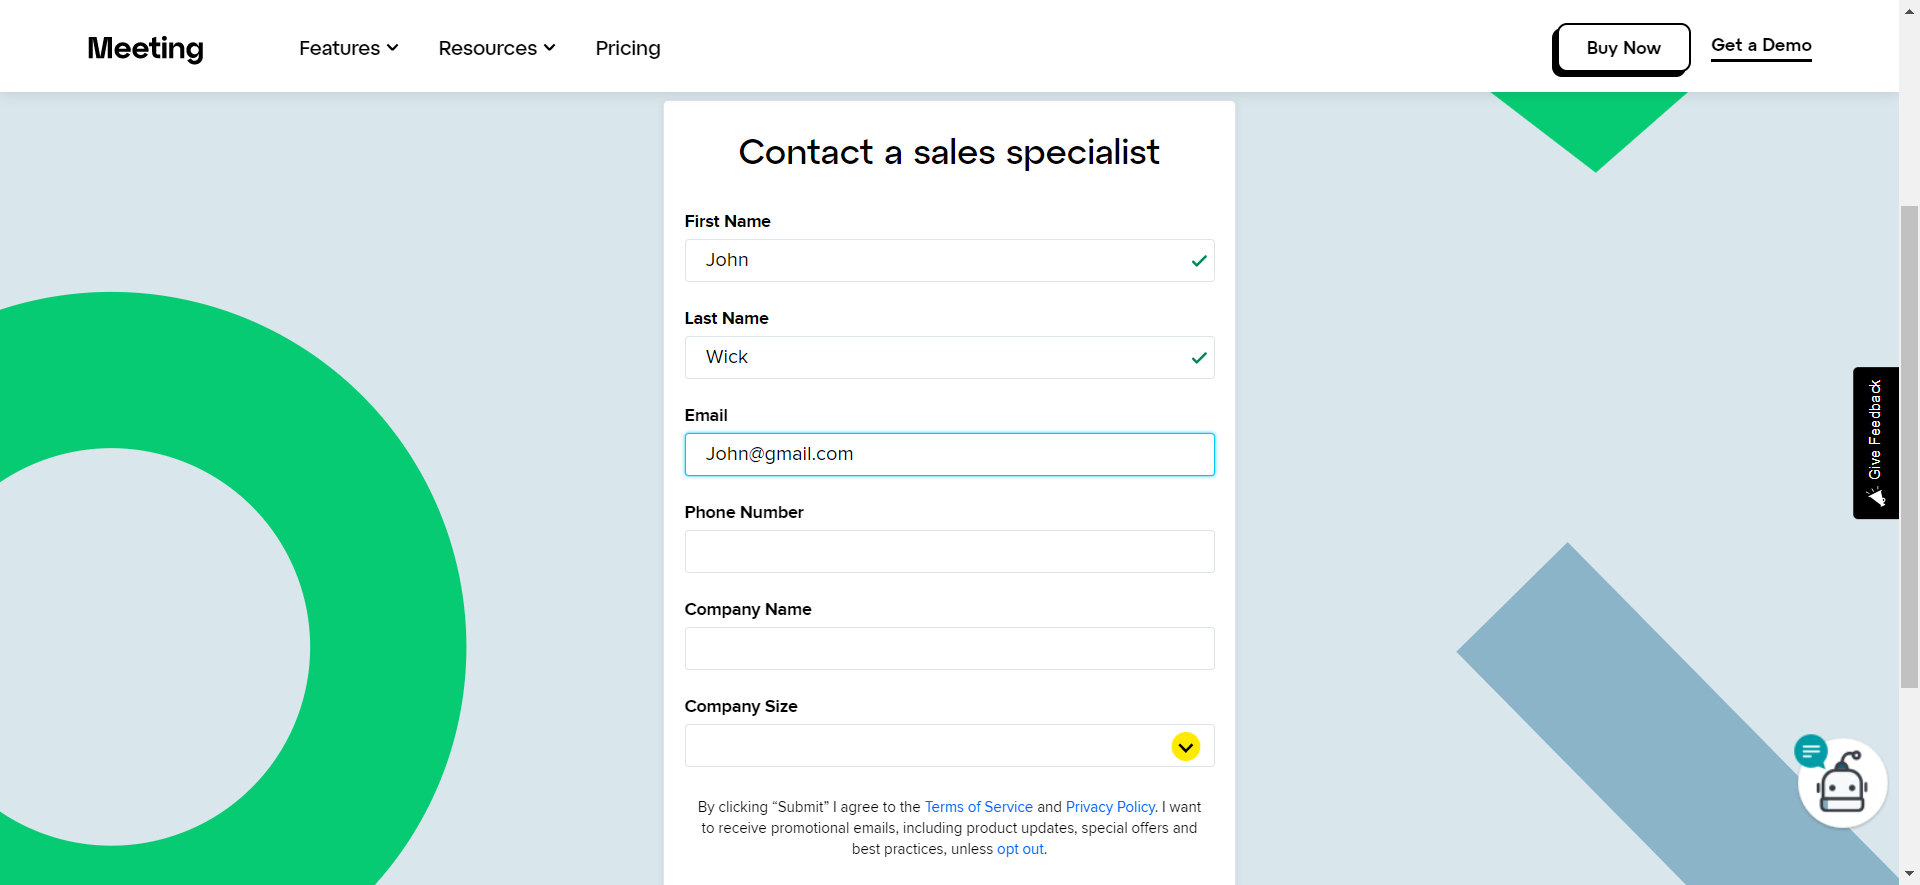 Meeting
Features
Resources
Pricing
Buy Now
Get a Demo
Contact a sales specialist
First Name
John
Last Name
Wick
Email
John@gmail.com
Phone Number
Company Name
Company Size
By clicking “Submit” I agree to the Terms of Service and Privacy Policy. I want
to receive promotional emails, including product updates, special offers and
best practices, unless opt out.
Give Feedback